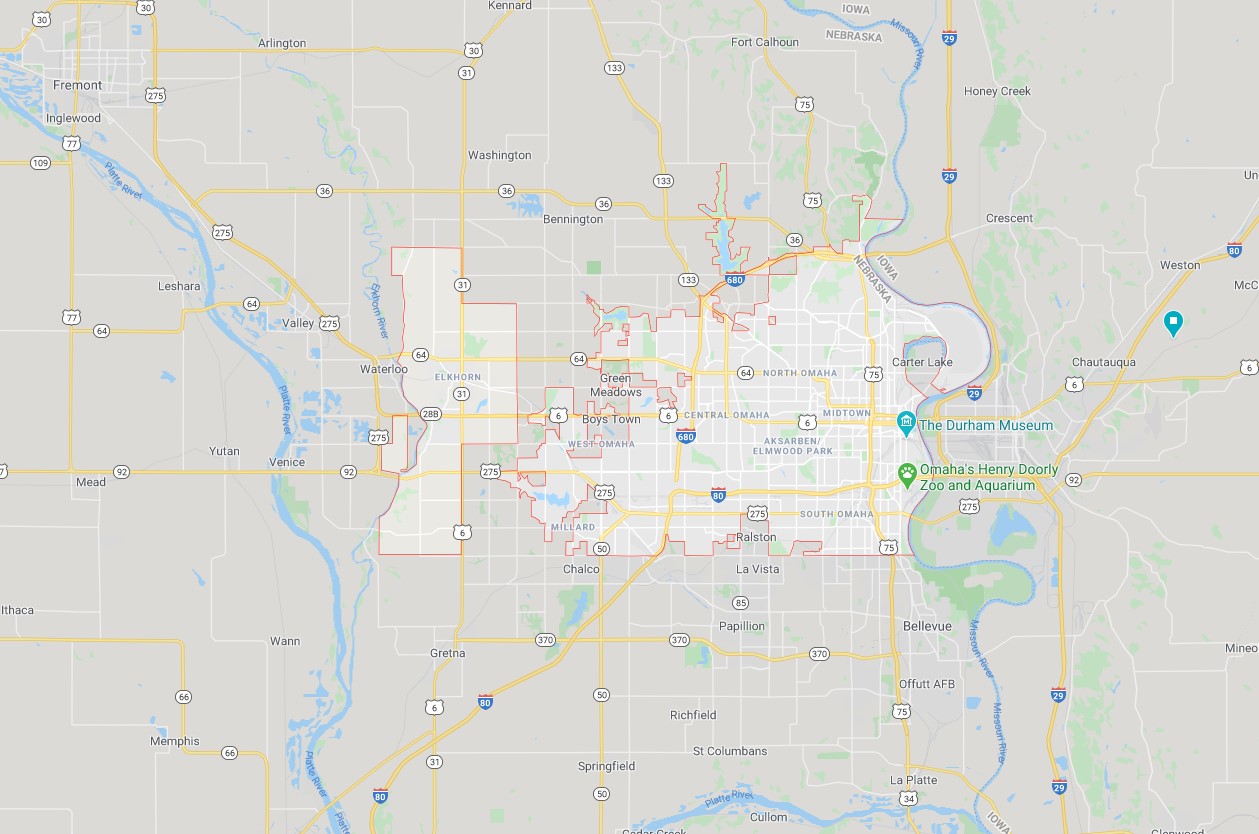 Kennard
IOWA
30
30
NEBRASKA
Missouri River
29
Arlington
30
Fort Calhoun
31
133
Fremont
275
75
Honey Creek
Inglewood
77
109
Washington
Platte River
133
29
36
36
36
75
Bennington
Crescent
275
36
80
Weston
IOWA
NEBRASKA
31
133
680
Leshara
Elkhorn River
64
77
64
Valley
275
64
64
Carter Lake
Chautauqua
Waterloo
ELKHORN
Green
Meadows
64
NORTH OMAHA
75
6
6
31
29
Platte River
28B
6
Boys Town
6
CENTRAL OMAHA
MIDTOWN
6
The Durham Museum
275
680
WEST OMAHA
AKSARBEN/
ELMWOOD PARK
Yutan
Venice
92
92
275
Omaha's Henry Doorly
Zoo and Aquarium
92
Mead
275
80
275
275
SOUTH OMAHA
MILLARD
6
Ralston
50
75
Chalco
La Vista
85
Ithaca
Papillion
Bellevue
Missouri River
Wann
370
370
370
Gretna
Offutt AFB
66
80
50
29
6
75
Richfield
Missouri River
Memphis
66
St Columbans
31
Springfield
Platte River
La Platte
80
50
34
29
Platte River
Cullom
IOWA
Cedar Creek
Glenwood